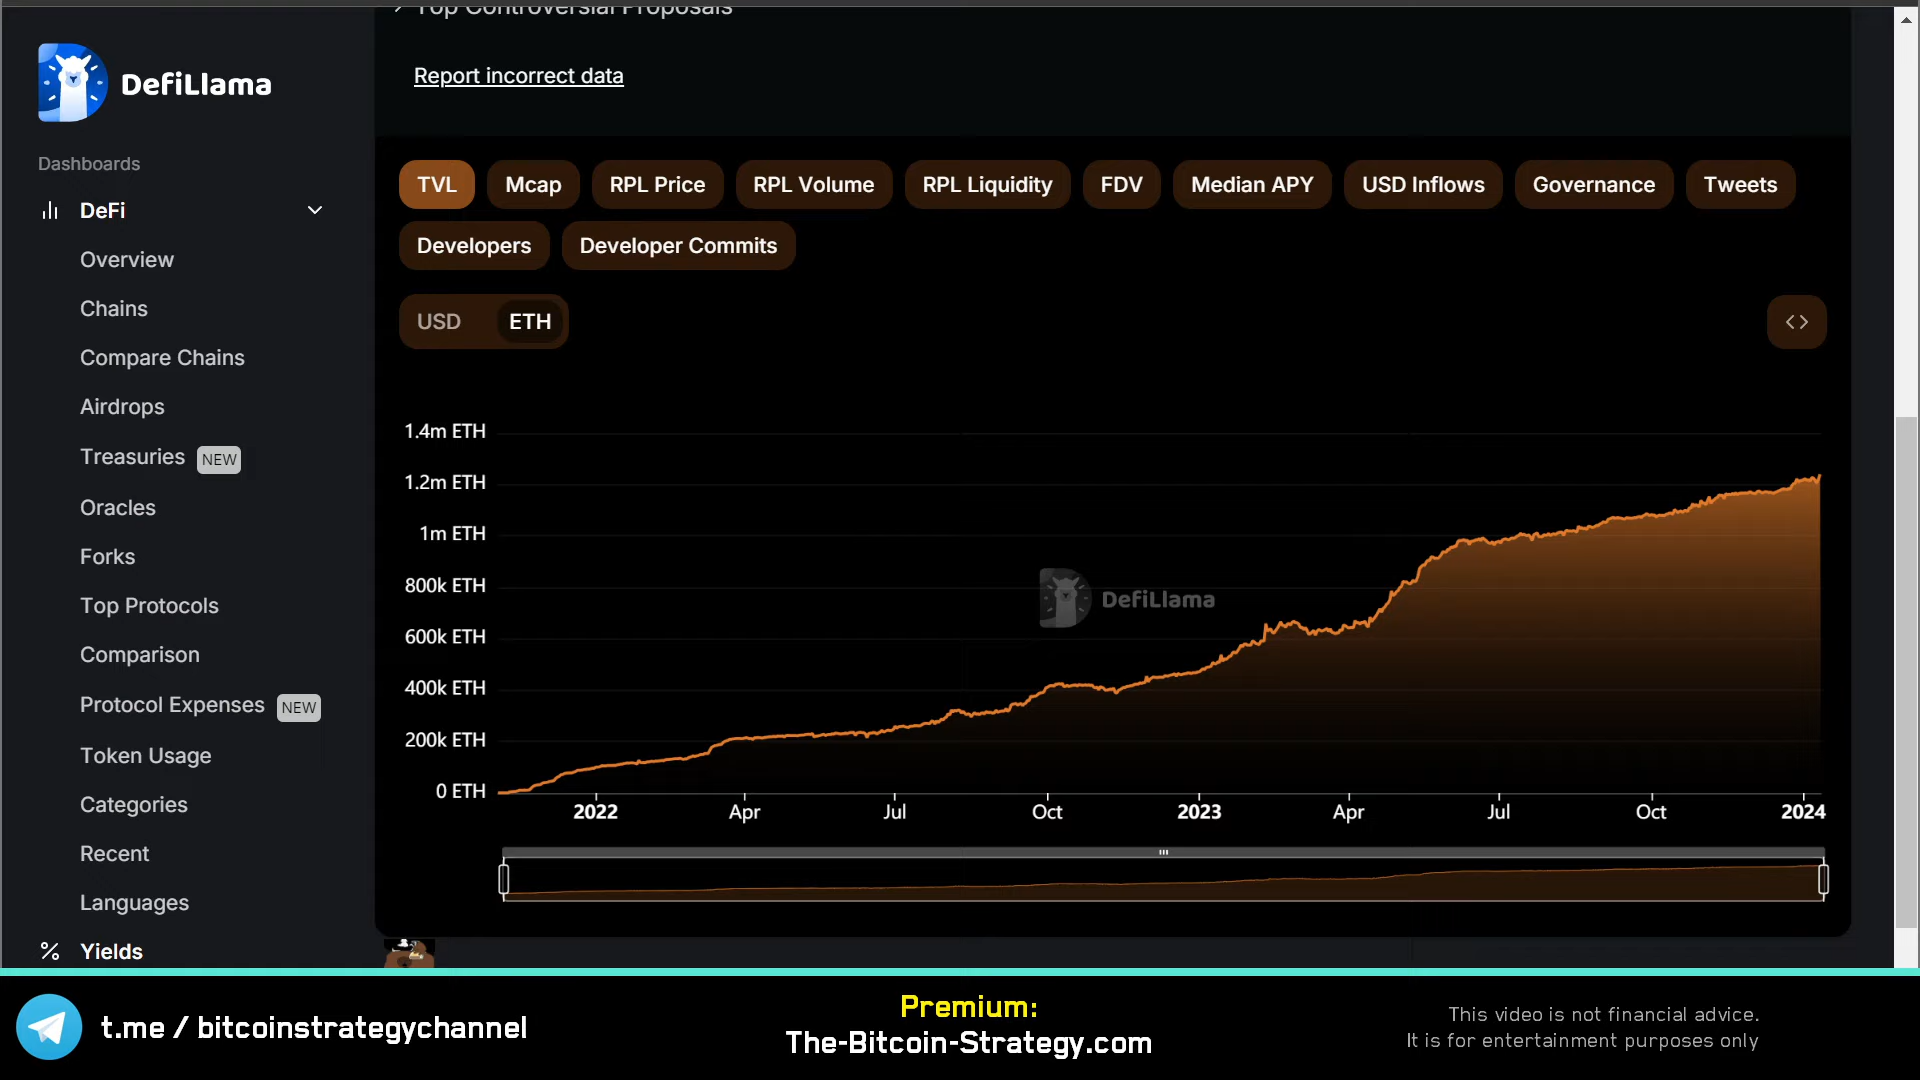 Top Controversial Proposals
Report incorrect data
DefiLlama
Dashboards
DeFi
Overview
Chains
Compare Chains
Airdrops
Treasuries NEW
Oracles
Forks
Top Protocols
Comparison
Protocol Expenses NEW
Token Usage
Categories
Recent
Languages
Yields
TVL Mcap RPL Price RPL Volume RPL Liquidity FDV Median APY USD Inflows Governance Tweets
Developers Developer Commits
USD ETH
1.4m ETH
1.2m ETH
1m ETH
800k ETH
600k ETH
400k ETH
200k ETH
0 ETH
DefiLlama
2022 Apr Jul Oct 2023 Apr Jul Oct 2024
t.me / bitcoinstrategychannel
Premium:
The-Bitcoin-Strategy.com
This video is not financial advice.
It is for entertainment purposes only